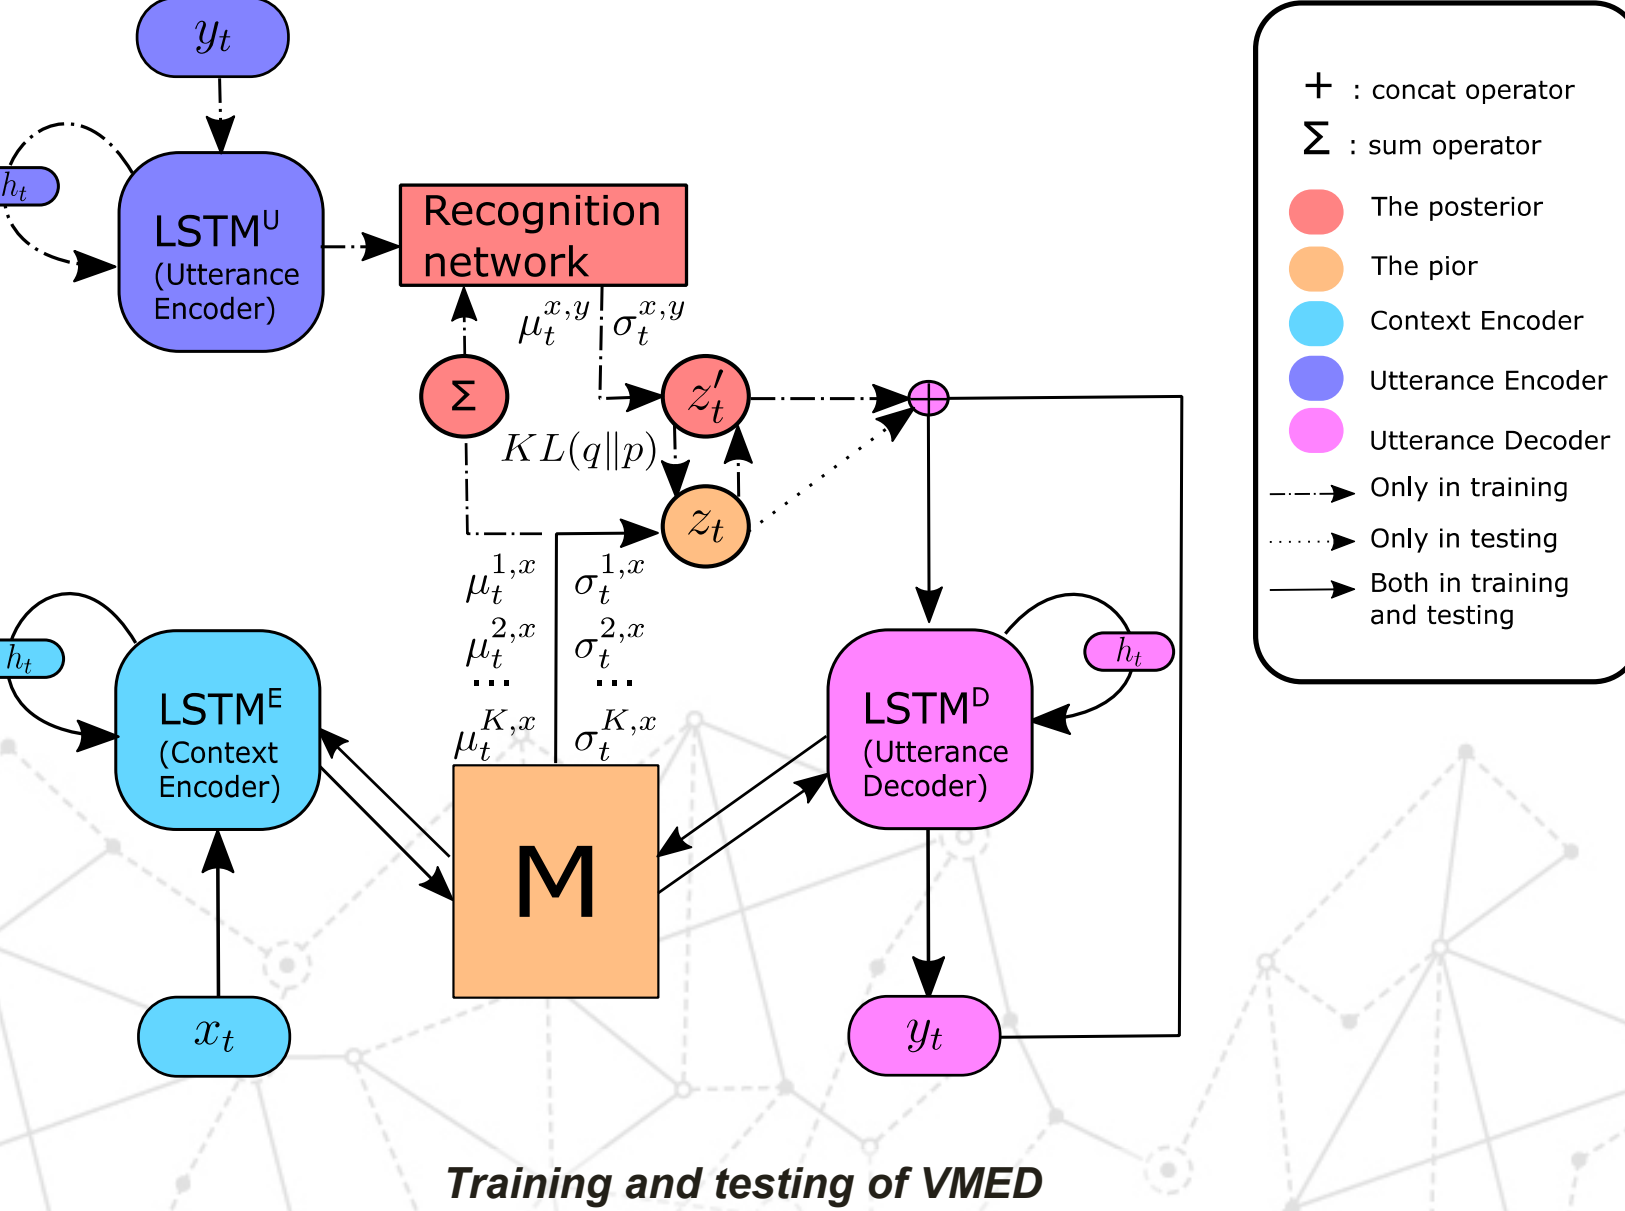 y_t
h_t
LSTM^U
(Utterance
Encoder)
Recognition
network
μ_t^{x,y} σ_t^{x,y}
Σ
z'_t
KL(q∥p)
z_t
μ_t^{1,x} σ_t^{1,x}
μ_t^{2,x} σ_t^{2,x}
... ...
μ_t^{K,x} σ_t^{K,x}
h_t
LSTM^E
(Context
Encoder)
M
x_t
LSTM^D
(Utterance
Decoder)
h_t
y_t
+ : concat operator
Σ : sum operator
The posterior
The pior
Context Encoder
Utterance Encoder
Utterance Decoder
Only in training
Only in testing
Both in training
and testing
Training and testing of VMED